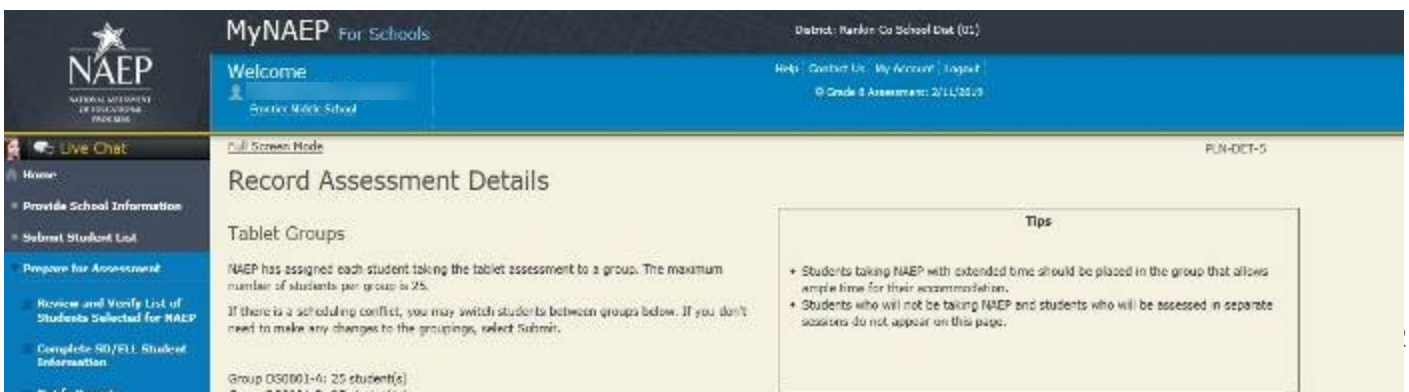 MyNAEP For Schools
District: Rankin Co School Dist (01)
NAEP
NATIONAL ASSESSMENT
OF EDUCATIONAL
PROGRESS
Welcome
Help Contact Us My Account Logout
Grade 8 Assessment: 2/11/2019
Middle School
Live Chat
Full Screen Mode
PLN-DET-5
Home
Provide School Information
Submit Student List
Prepare for Assessment
Review and Verify List of
Students Selected for NAEP
Complete SD/ELL Student
Information
Record Assessment Details
Tablet Groups
NAEP has assigned each student taking the tablet assessment to a group. The maximum
number of students per group is 25.
If there is a scheduling conflict, you may switch students between groups below. If you don't
need to make any changes to the groupings, select Submit.
Group DS0801-A: 25 student(s)
Tips
• Students taking NAEP with extended time should be placed in the group that allows
ample time for their accommodation.
• Students who will not be taking NAEP and students who will be assessed in separate
sessions do not appear on this page.